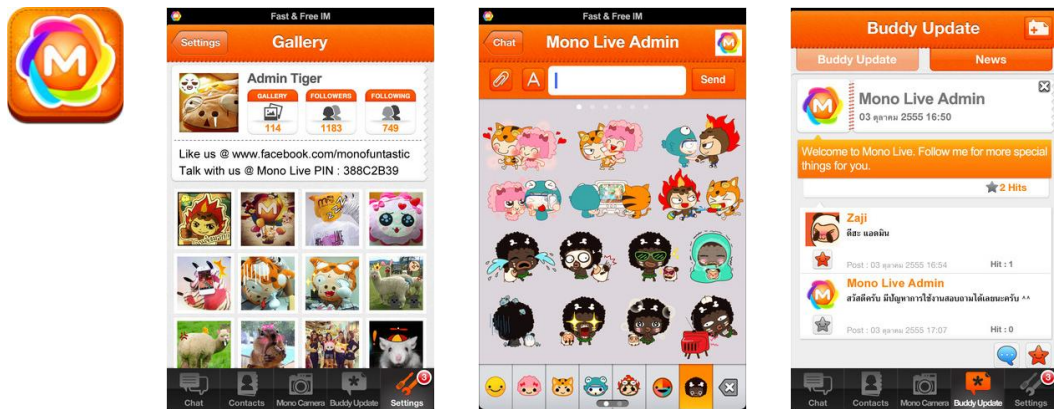 M
Fast & Free IM
Settings
Gallery
Admin Tiger
GALLERY
FOLLOWERS
FOLLOWING
114
1183
749
Like us @ www.facebook.com/monofuntastic
Talk with us @ Mono Live PIN : 388C2B39
Chat
Contacts
Mono Camera
Buddy Update
Settings
3
Fast & Free IM
Chat
Mono Live Admin
M
A
Send
Buddy Update
Buddy Update
News
M
Mono Live Admin
03 ตุลาคม 2555 16:50
Welcome to Mono Live. Follow me for more special
things for you.
2 Hits
Zaji
ดีฮะ แอดมิน
Post : 03 ตุลาคม 2555 16:54
Hit : 1
M
Mono Live Admin
สวัสดีครับ มีปัญหาการใช้งานสอบถามได้เลยนะครับ ^^
Post : 03 ตุลาคม 2555 17:07
Hit : 0
Chat
Contacts
Mono Camera
Buddy Update
Settings
3